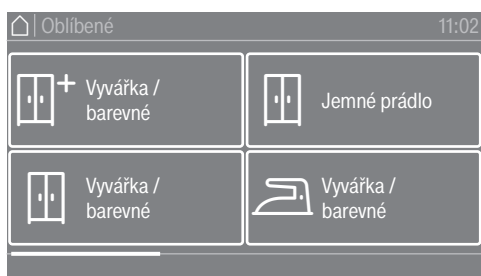 Oblíbené 11:02
Vyvářka /
barevné
Jemné prádlo
Vyvářka /
barevné
Vyvářka /
barevné